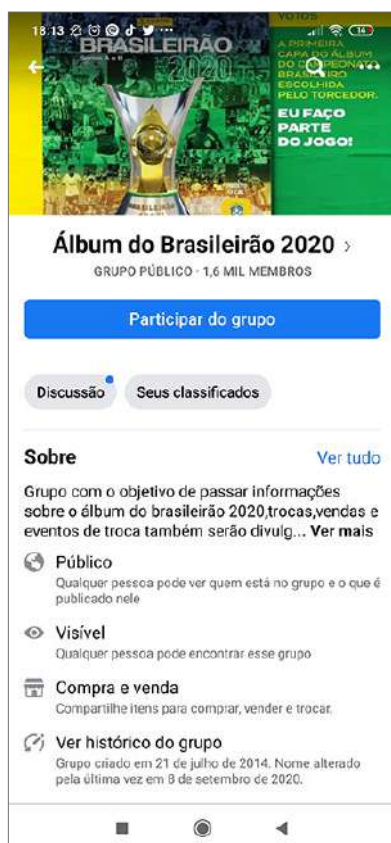 18:13
14
VOTOS
BRASILEIRÃO
Séries A e B
2020
A PRIMEIRA
CAPA DO ÁLBUM
DO CAMPEONATO
BRASILEIRO
ESCOLHIDA
PELO TORCEDOR.
EU FAÇO
PARTE
DO JOGO!
Álbum do Brasileirão 2020 >
GRUPO PÚBLICO · 1,6 MIL MEMBROS
Participar do grupo
Discussão
Seus classificados
Sobre
Ver tudo
Grupo com o objetivo de passar informações
sobre o álbum do brasileirão 2020,trocas,vendas e
eventos de troca também serão divulg... Ver mais
Público
Qualquer pessoa pode ver quem está no grupo e o que é
publicado nele
Visível
Qualquer pessoa pode encontrar esse grupo
Compra e venda
Compartilhe itens para comprar, vender e trocar.
Ver histórico do grupo
Grupo criado em 21 de julho de 2014. Nome alterado
pela última vez em 8 de setembro de 2020.